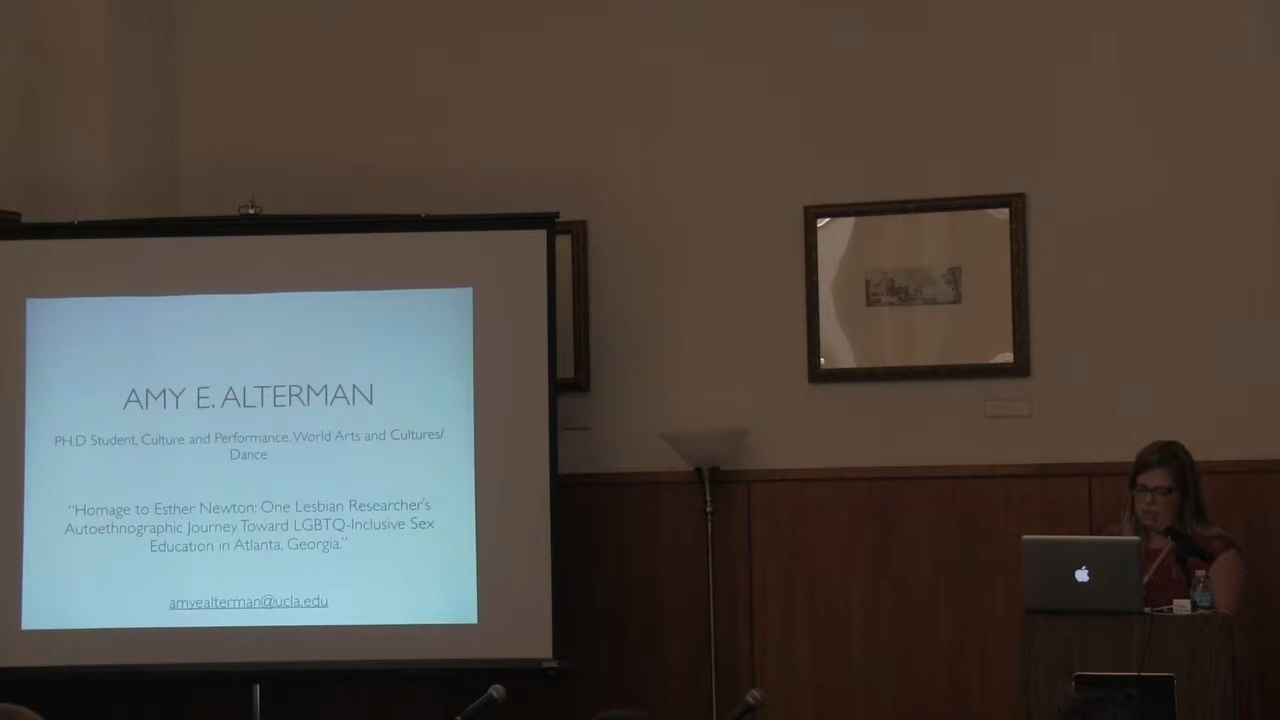 AMY E. ALTERMAN
PH.D Student, Culture and Performance, World Arts and Cultures/
Dance
“Homage to Esther Newton: One Lesbian Researcher’s
Autoethnographic Journey Toward LGBTQ-Inclusive Sex
Education in Atlanta, Georgia.”
amyealterman@ucla.edu